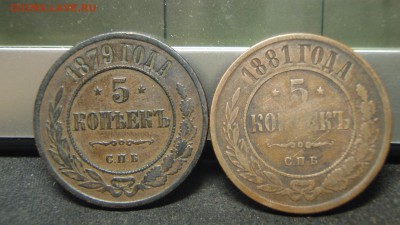 1879 ГОДА
* 5 *
КОПѢЕКЪ
С П Б
1881 ГОДА
* 5 *
КОПѢЕКЪ
С П Б